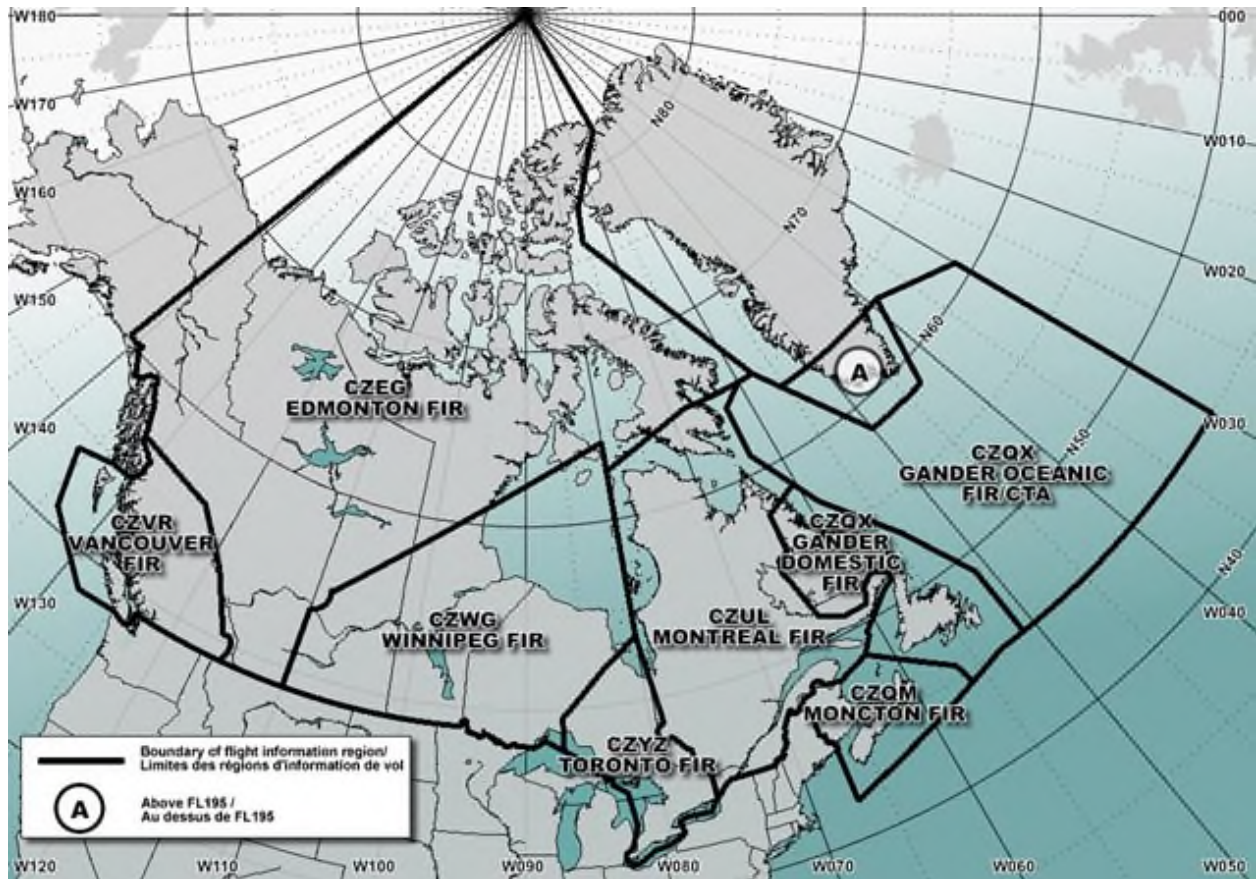 W180
000
W170
N80
W010
W160
N70
W020
W150
N60
A
CZEG
EDMONTON FIR
W140
W030
N50
CZQX
GANDER OCEANIC
FIR/CTA
CZVR
VANCOUVER
FIR
CZQX
GANDER
DOMESTIC
FIR
N40
W130
W040
CZWG
WINNIPEG FIR
CZUL
MONTREAL FIR
CZQM
MONCTON FIR
CZYZ
TORONTO FIR
Boundary of flight information region/
Limites des régions d'information de vol
A
Above FL195 /
Au dessus de FL195
W120
W110
W100
W090
W080
W070
W060
W050